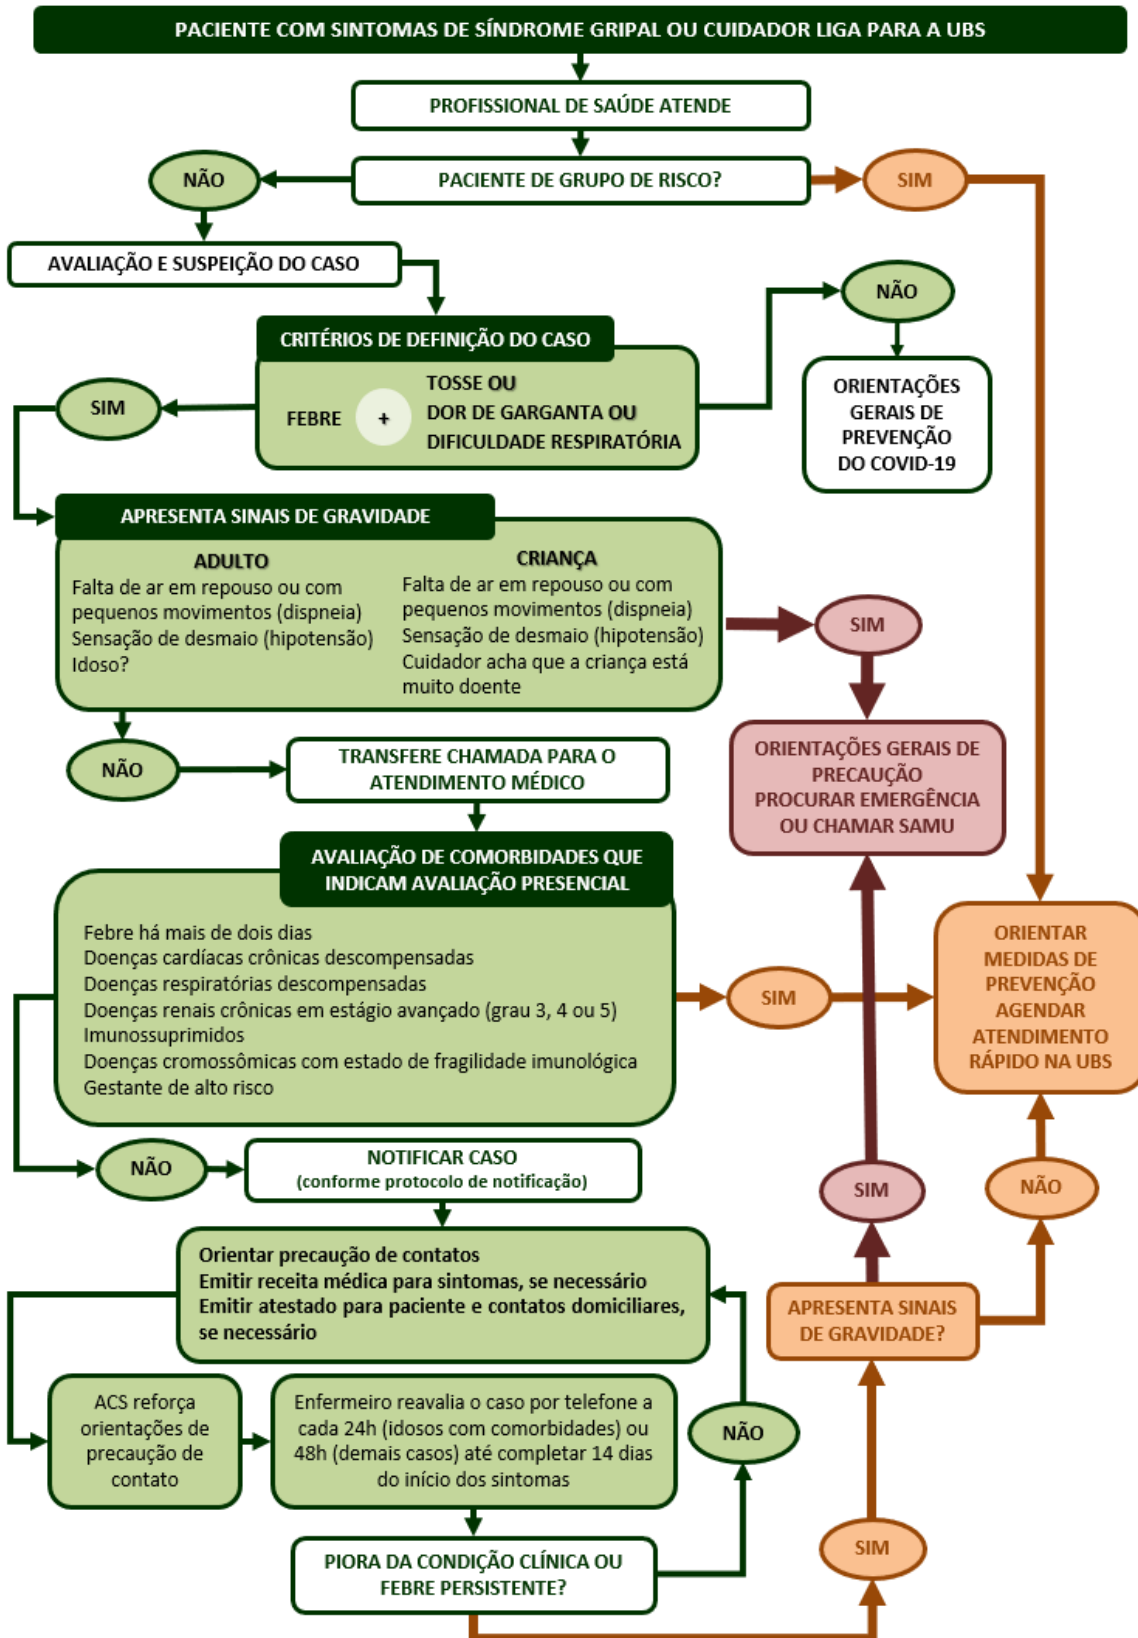 PACIENTE COM SINTOMAS DE SÍNDROME GRIPAL OU CUIDADOR LIGA PARA A UBS
PROFISSIONAL DE SAÚDE ATENDE
NÃO
PACIENTE DE GRUPO DE RISCO?
SIM
AVALIAÇÃO E SUSPEIÇÃO DO CASO
NÃO
CRITÉRIOS DE DEFINIÇÃO DO CASO
SIM
FEBRE
+
TOSSE OU
DOR DE GARGANTA OU
DIFICULDADE RESPIRATÓRIA
ORIENTAÇÕES
GERAIS DE
PREVENÇÃO
DO COVID-19
APRESENTA SINAIS DE GRAVIDADE
ADULTO
Falta de ar em repouso ou com
pequenos movimentos (dispneia)
Sensação de desmaio (hipotensão)
Idoso?
CRIANÇA
Falta de ar em repouso ou com
pequenos movimentos (dispneia)
Sensação de desmaio (hipotensão)
Cuidador acha que a criança está
muito doente
SIM
NÃO
TRANSFERE CHAMADA PARA O
ATENDIMENTO MÉDICO
ORIENTAÇÕES GERAIS DE
PRECAUÇÃO
PROCURAR EMERGÊNCIA
OU CHAMAR SAMU
AVALIAÇÃO DE COMORBIDADES QUE
INDICAM AVALIAÇÃO PRESENCIAL
Febre há mais de dois dias
Doenças cardíacas crônicas descompensadas
Doenças respiratórias descompensadas
Doenças renais crônicas em estágio avançado (grau 3, 4 ou 5)
Imunossuprimidos
Doenças cromossômicas com estado de fragilidade imunológica
Gestante de alto risco
SIM
ORIENTAR
MEDIDAS DE
PREVENÇÃO
AGENDAR
ATENDIMENTO
RÁPIDO NA UBS
NÃO
NOTIFICAR CASO
(conforme protocolo de notificação)
SIM
NÃO
Orientar precaução de contatos
Emitir receita médica para sintomas, se necessário
Emitir atestado para paciente e contatos domiciliares,
se necessário
APRESENTA SINAIS
DE GRAVIDADE?
ACS reforça
orientações de
precaução de
contato
Enfermeiro reavalia o caso por telefone a
cada 24h (idosos com comorbidades) ou
48h (demais casos) até completar 14 dias
do início dos sintomas
NÃO
SIM
PIORA DA CONDIÇÃO CLÍNICA OU
FEBRE PERSISTENTE?